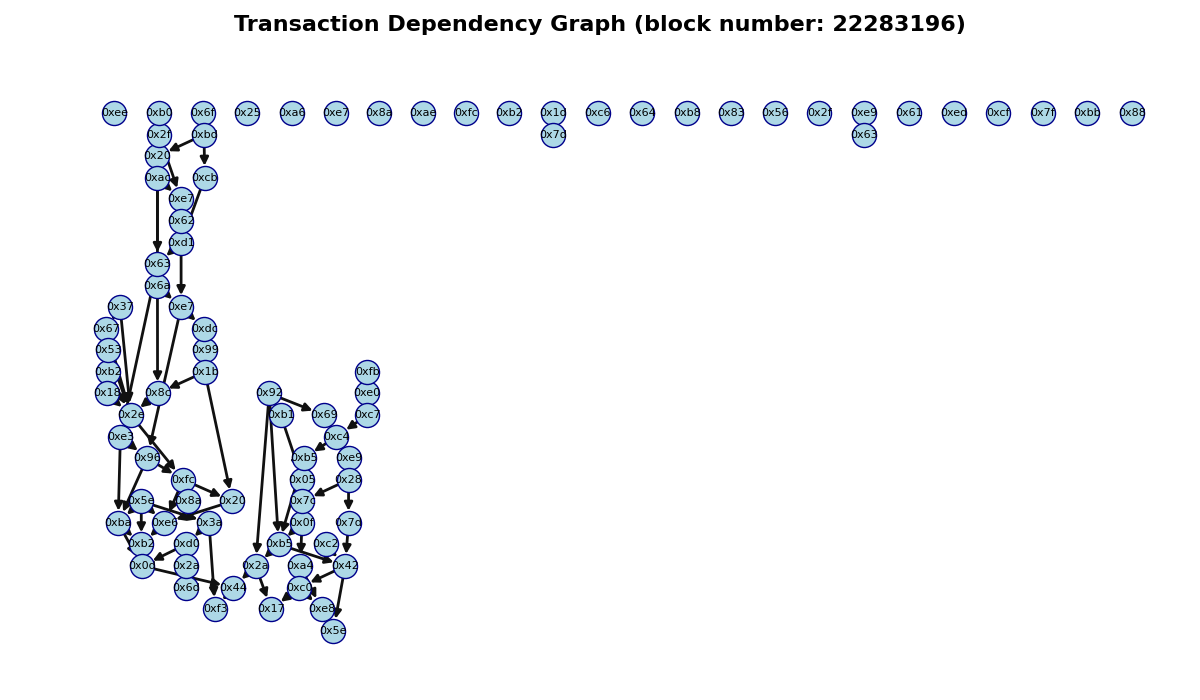 Transaction Dependency Graph (block number: 22283196)
0xee 0xb0 0x6f 0x25 0xa6 0xe7 0x8a 0xae 0xfc 0xb2 0x1d 0xc6 0x64 0xb8 0x83 0x56 0x2f 0xe9 0x61 0xed 0xcf 0x7f 0xbb 0x88
0x2f 0xbd 0x7d 0x63
0x20
0xac 0xcb
0xe7
0x62
0xd1
0x63
0x6a
0x37 0xe7
0x67 0xdc
0x53 0x99
0xb2 0x1b 0xfb
0x18 0x8c 0x92 0xe0
0x2e 0xb1 0x69 0xc7
0xe3 0xc4
0x96 0xb5 0xe9
0xfc 0x05 0x28
0x5e 0x8a 0x20 0x7c
0xba 0xe6 0x3a 0x0f 0x7d
0xb2 0xd0 0xb5 0xc2
0x0d 0x2a 0x2a 0xa4 0x42
0x6d 0x44 0xc0
0xf3 0x17 0xe8
0x5e